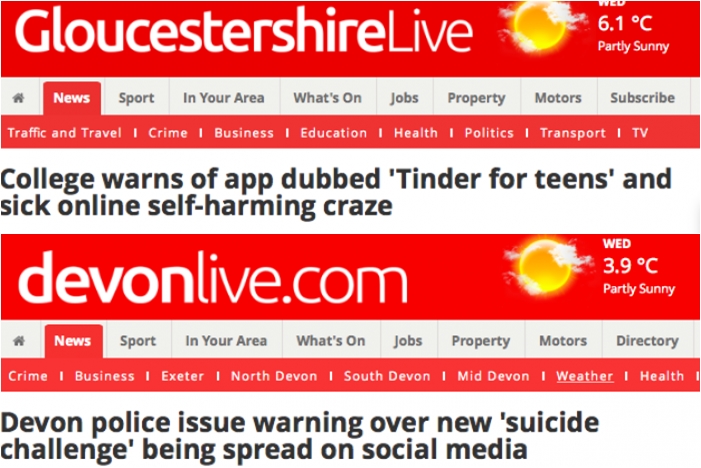 GloucestershireLive
WED
6.1 °C
Partly Sunny
News Sport In Your Area What's On Jobs Property Motors Subscribe
Traffic and Travel I Crime I Business I Education I Health I Politics I Transport I TV
College warns of app dubbed 'Tinder for teens' and
sick online self-harming craze
devonlive.com
WED
3.9 °C
Partly Sunny
News Sport In Your Area What's On Jobs Property Motors Directory
Crime I Business I Exeter I North Devon I South Devon I Mid Devon I Weather I Health I
Devon police issue warning over new 'suicide
challenge' being spread on social media